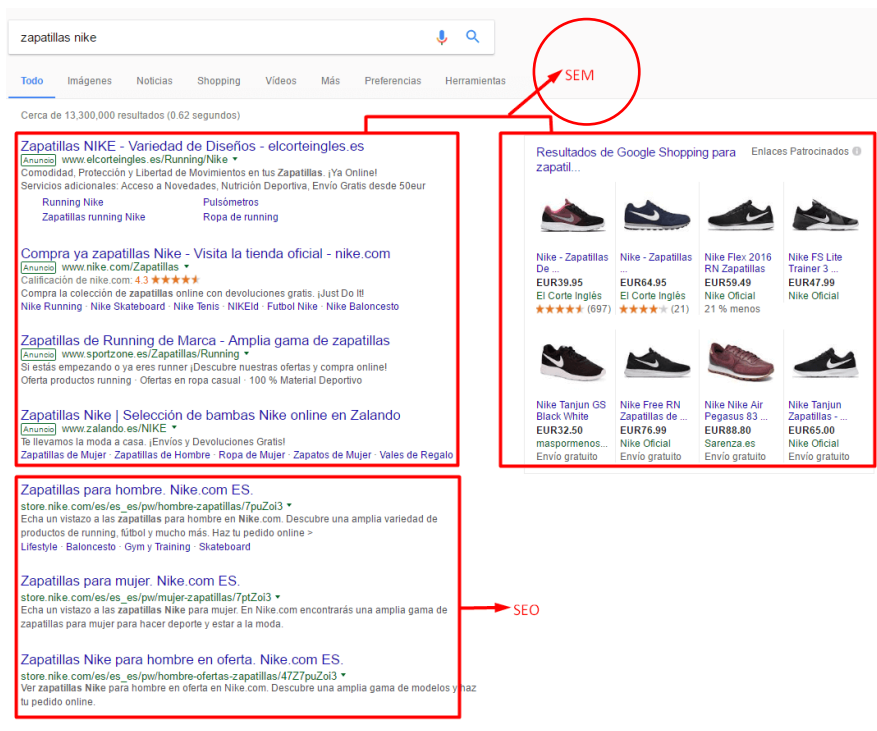 zapatillas nike
Todo Imágenes Noticias Shopping Vídeos Más Preferencias Herramientas
SEM
Cerca de 13,300,000 resultados (0.62 segundos)
Zapatillas NIKE - Variedad de Diseños - elcorteingles.es
Anuncio www.elcorteingles.es/Running/Nike
Comodidad, Protección y Libertad de Movimientos en tus Zapatillas. ¡Ya Online!
Servicios adicionales: Acceso a Novedades, Nutrición Deportiva, Envío Gratis desde 50eur
Running Nike Pulsómetros
Zapatillas running Nike Ropa de running
Compra ya zapatillas Nike - Visita la tienda oficial - nike.com
Anuncio www.nike.com/Zapatillas
Calificación de nike.com: 4.3 ★★★★★
Compra la colección de zapatillas online con devoluciones gratis. ¡Just Do It!
Nike Running · Nike Skateboard · Nike Tenis · NIKEId · Futbol Nike · Nike Baloncesto
Zapatillas de Running de Marca - Amplia gama de zapatillas
Anuncio www.sportzone.es/Zapatillas/Running
Si estás empezando o ya eres runner ¡Descubre nuestras ofertas y compra online!
Oferta productos running · Ofertas en ropa casual · 100 % Material Deportivo
Zapatillas Nike | Selección de bambas Nike online en Zalando
Anuncio www.zalando.es/NIKE
Te llevamos la moda a casa. ¡Envíos y Devoluciones Gratis!
Zapatillas de Mujer · Zapatillas de Hombre · Ropa de Mujer · Zapatos de Mujer · Vales de Regalo
Resultados de Google Shopping para Enlaces Patrocinados
zapatil...
Nike - Zapatillas Nike - Zapatillas Nike Flex 2016 Nike FS Lite
De ... ... RN Zapatillas Trainer 3 ...
EUR39.95 EUR64.95 EUR59.49 EUR47.99
El Corte Inglés El Corte Inglés Nike Oficial Nike Oficial
★★★★★ (697) ★★★★★ (21) 21 % menos
Nike Tanjun GS Nike Free RN Nike Nike Air Nike Tanjun
Black White Zapatillas de ... Pegasus 83 ... Zapatillas - ...
EUR32.50 EUR76.99 EUR88.80 EUR65.00
maspormenos... Nike Oficial Sarenza.es Nike Oficial
Envío gratuito Envío gratuito Envío gratuito Envío gratuito
Zapatillas para hombre. Nike.com ES.
store.nike.com/es/es_es/pw/hombre-zapatillas/7puZoi3
Echa un vistazo a las zapatillas para hombre en Nike.com. Descubre una amplia variedad de
productos de running, fútbol y mucho más. Haz tu pedido online >
Lifestyle · Baloncesto · Gym y Training · Skateboard
Zapatillas para mujer. Nike.com ES.
store.nike.com/es/es_es/pw/mujer-zapatillas/7ptZoi3
Echa un vistazo a las zapatillas Nike para mujer. En Nike.com encontrarás una amplia gama de
zapatillas para mujer para hacer deporte y estar a la moda.
SEO
Zapatillas Nike para hombre en oferta. Nike.com ES.
store.nike.com/es/es_es/pw/hombre-ofertas-zapatillas/47Z7puZoi3
Ver zapatillas Nike para hombre en oferta en Nike.com. Descubre una amplia gama de modelos y haz
tu pedido online.